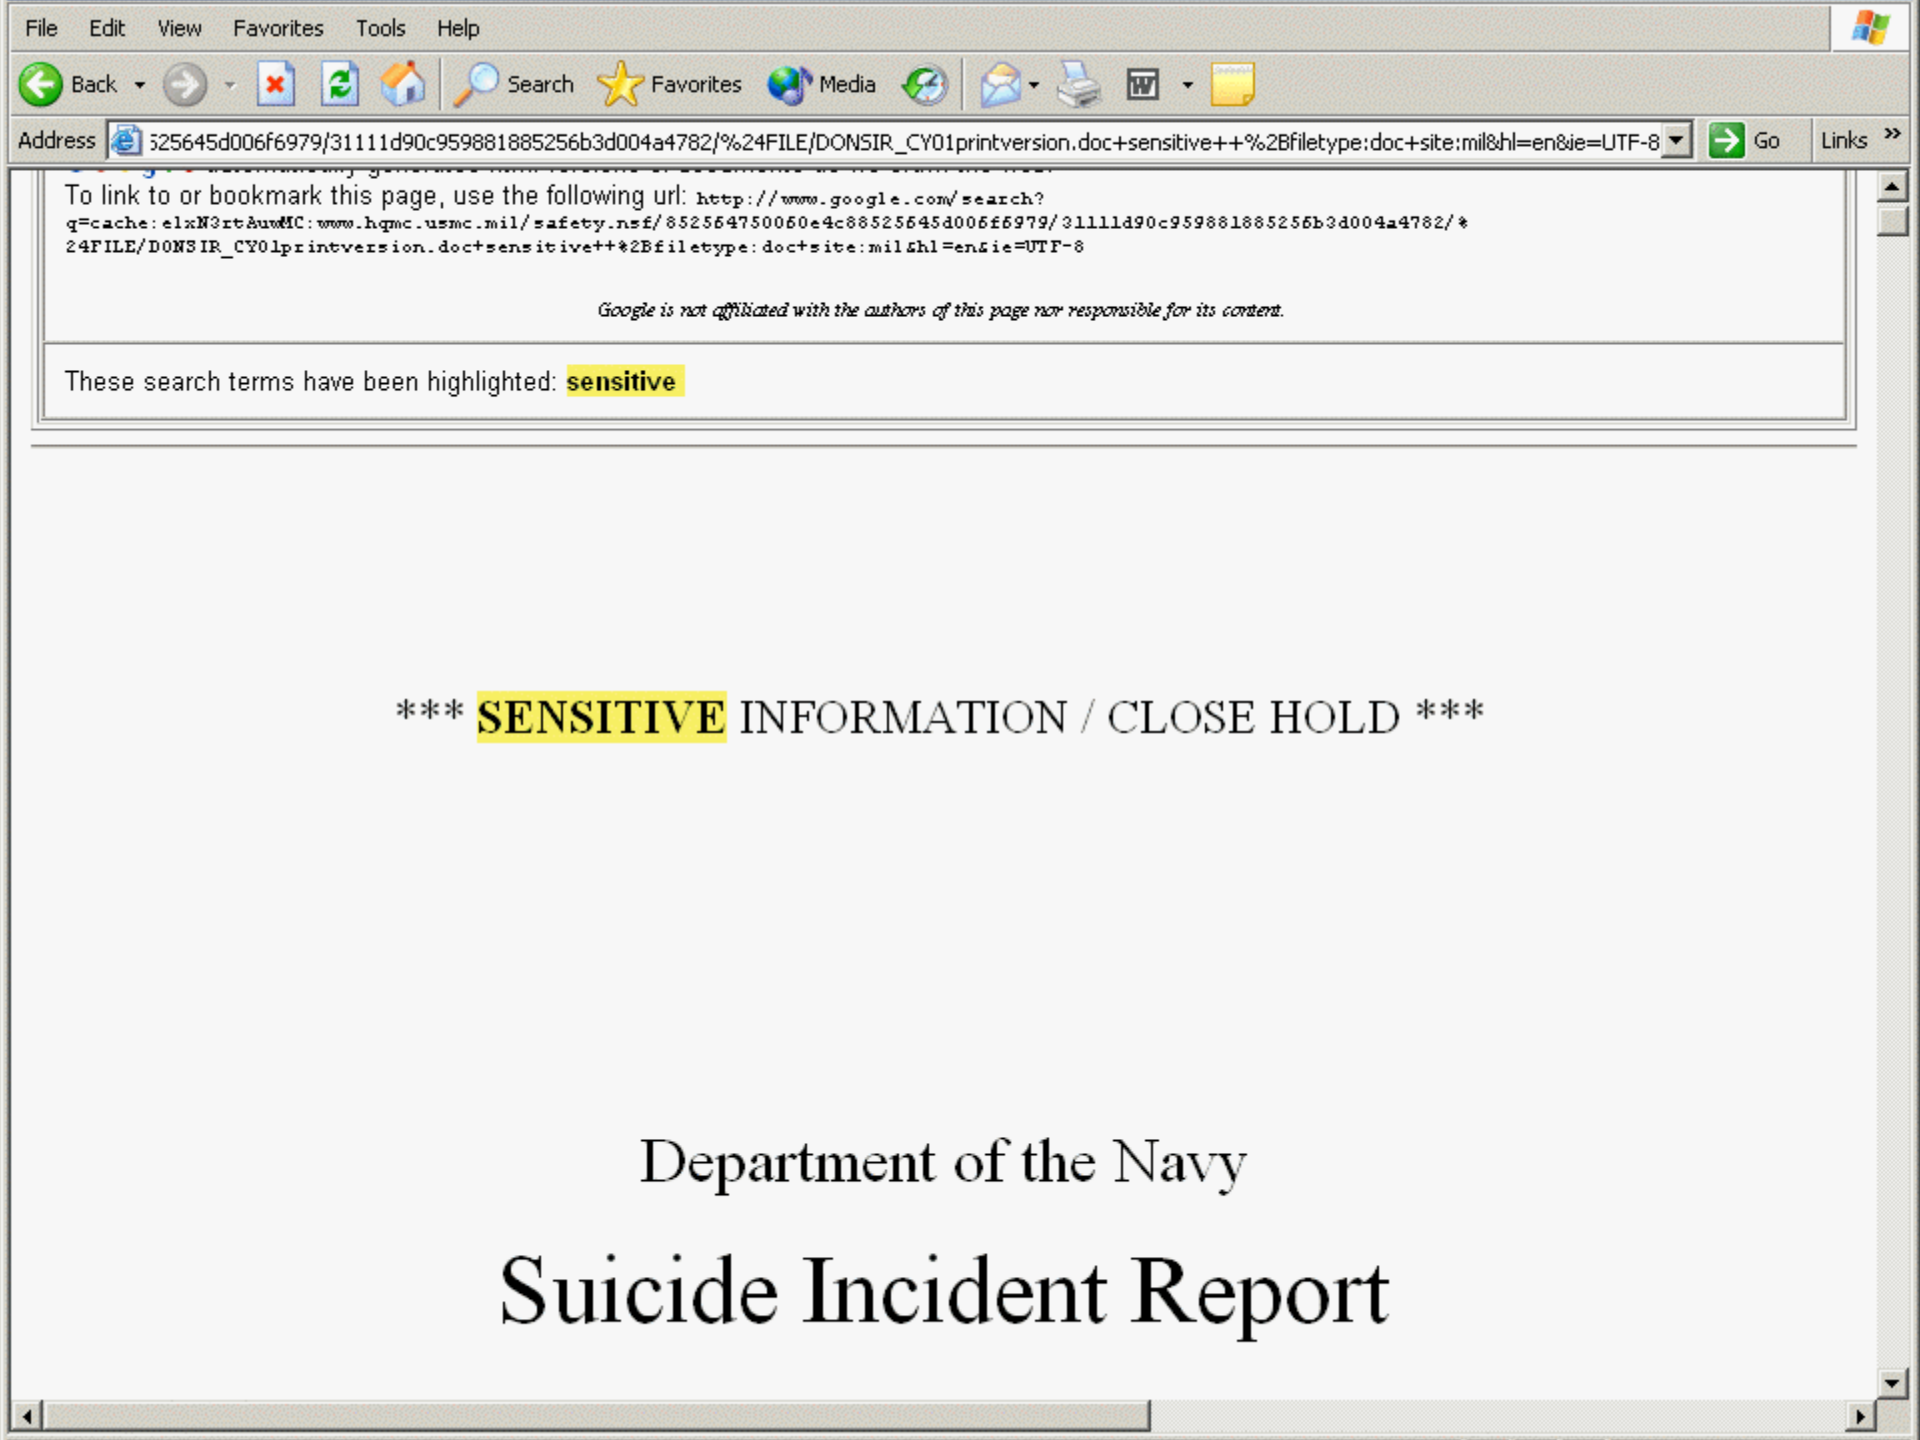 File Edit View Favorites Tools Help
Back Search Favorites Media
Address 525645d006f6979/31111d90c959881885256b3d004a4782/%24FILE/DONSIR_CY01printversion.doc+sensitive++%2Bfiletype:doc+site:mil&hl=en&ie=UTF-8 Go Links »
To link to or bookmark this page, use the following url: http://www.google.com/search?
q=cache:elxN3rtAuwMC:www.hqmc.usmc.mil/safety.nsf/852564750060e4c88525645d006f6979/31111d90c959881885256b3d004a4782/%
24FILE/DONSIR_CY01printversion.doc+sensitive++%2Bfiletype:doc+site:mil&hl=en&ie=UTF-8
Google is not affiliated with the authors of this page nor responsible for its content.
These search terms have been highlighted: sensitive
*** SENSITIVE INFORMATION / CLOSE HOLD ***
Department of the Navy
Suicide Incident Report